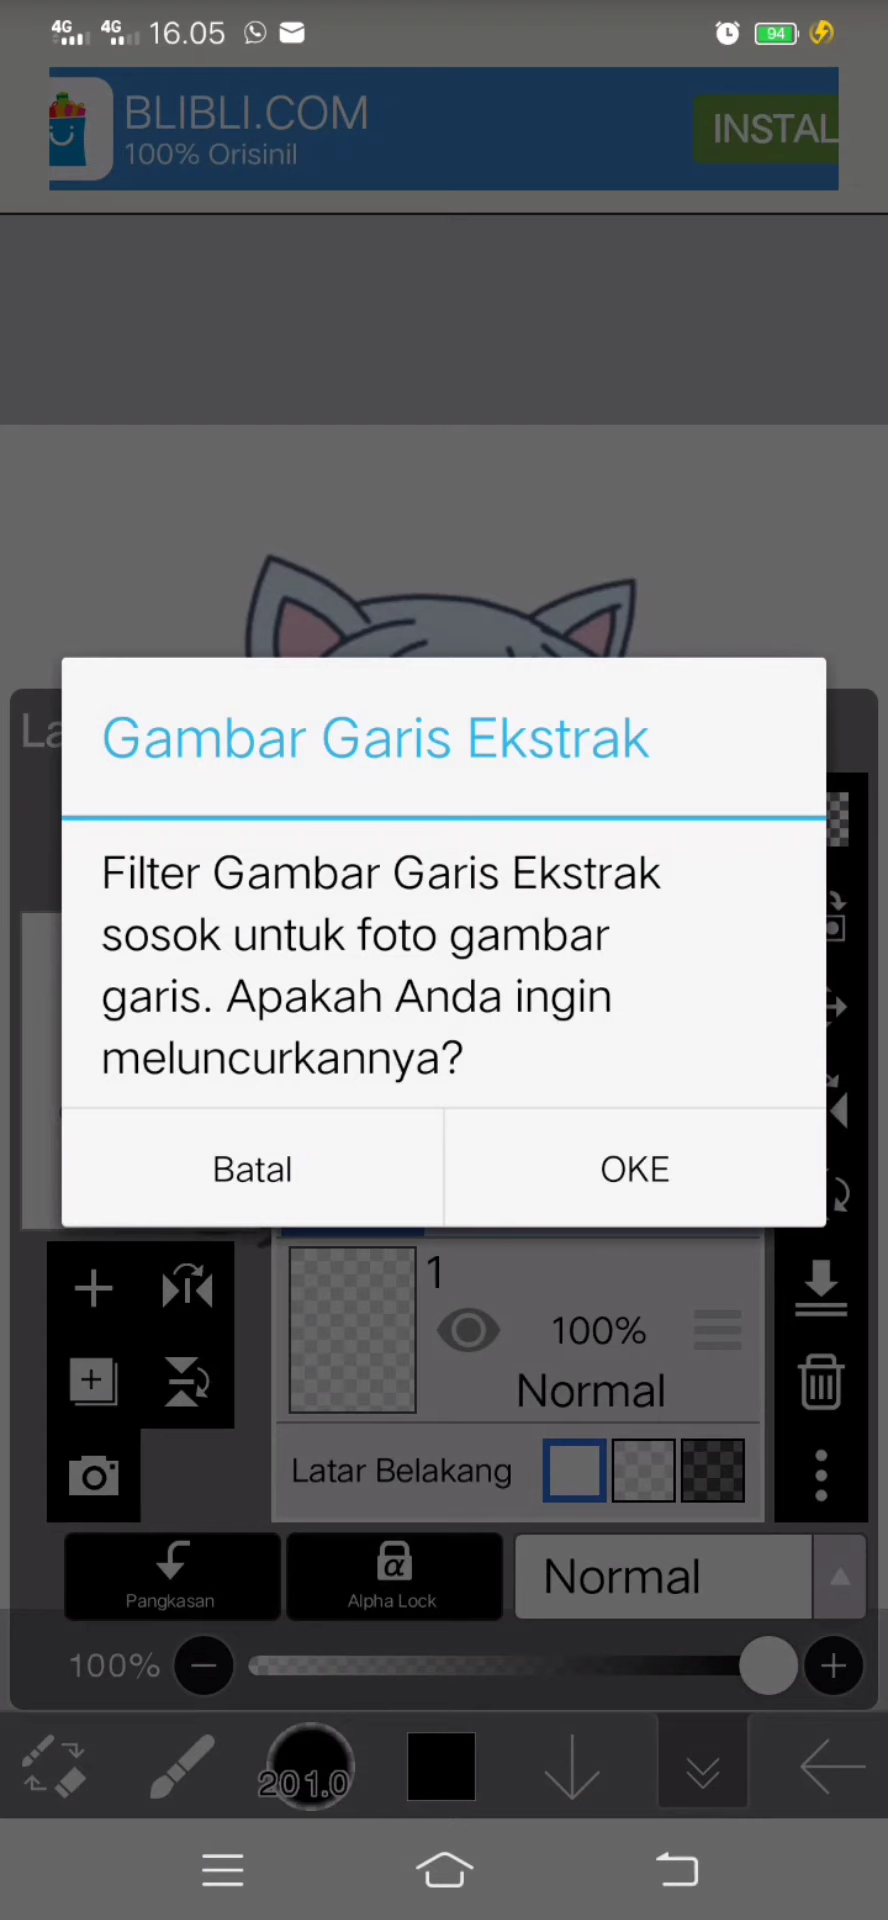 4G 4G 16.05 94
BLIBLI.COM
100% Orisinil
INSTAL
Gambar Garis Ekstrak
Filter Gambar Garis Ekstrak
sosok untuk foto gambar
garis. Apakah Anda ingin
meluncurkannya?
Batal
OKE
1
100%
Normal
Latar Belakang
Pangkasan
α
Alpha Lock
Normal
100%
201.0